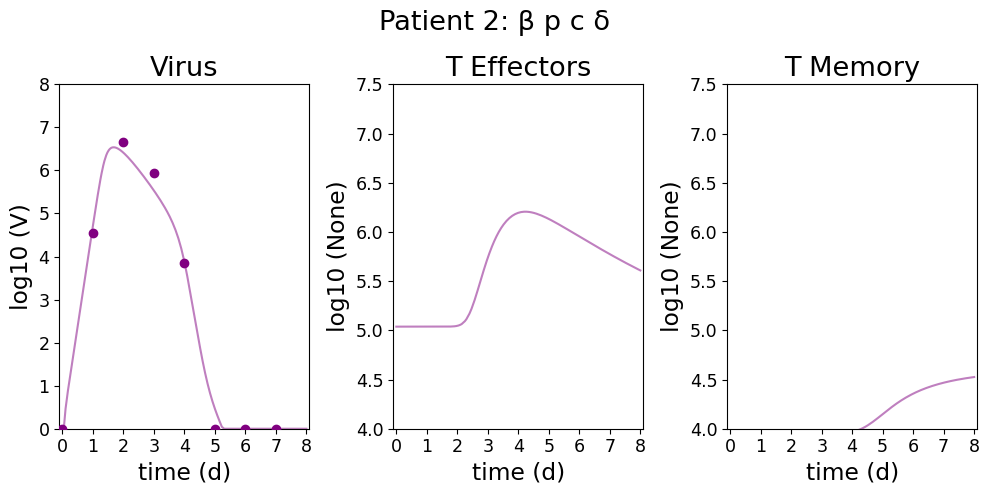 Patient 2: β p c δ
Virus
T Effectors
T Memory
log10 (V)
8
7
6
5
4
3
2
1
0
0 1 2 3 4 5 6 7 8
time (d)
log10 (None)
7.5
7.0
6.5
6.0
5.5
5.0
4.5
4.0
0 1 2 3 4 5 6 7 8
time (d)
log10 (None)
7.5
7.0
6.5
6.0
5.5
5.0
4.5
4.0
0 1 2 3 4 5 6 7 8
time (d)